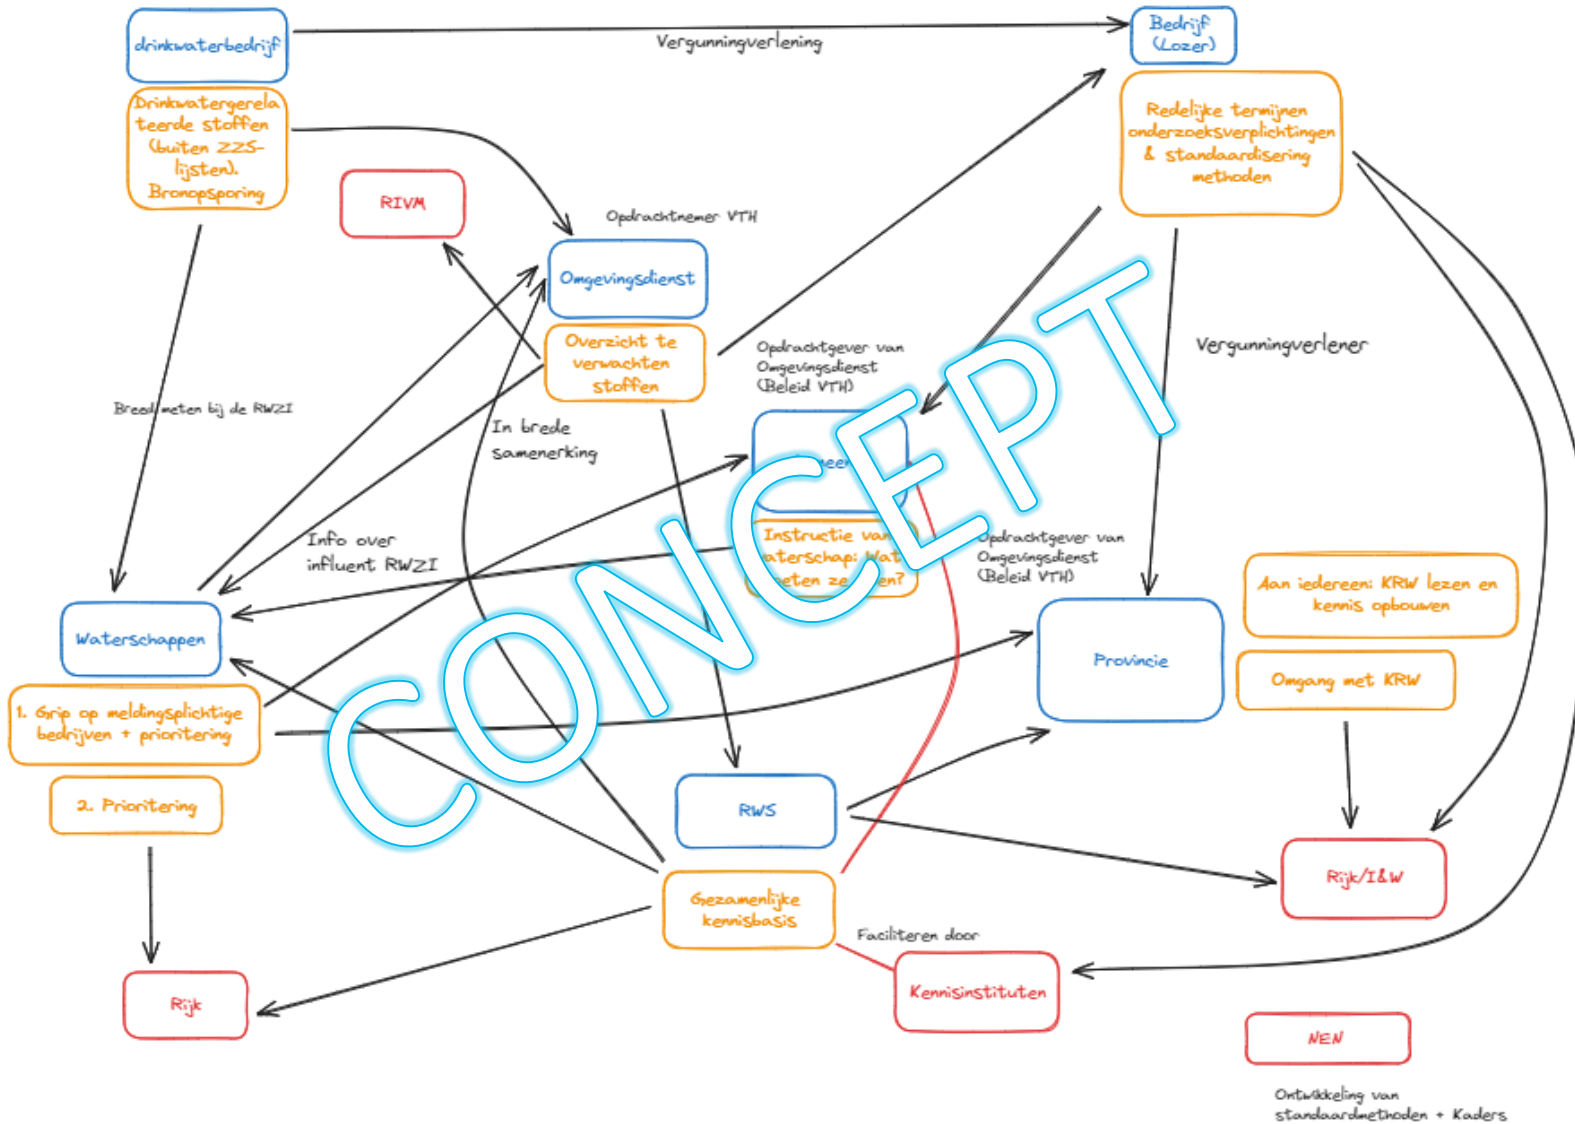 drinkwaterbedrijf
Vergunningverlening
Bedrijf
(Lozer)
Drinkwatergerela
teerde stoffen
(buiten ZZS-
lijsten).
Bronopsporing
Redelijke termijnen
onderzoeksverplichtingen
& standaardisering
methoden
RIVM
Opdrachtnemer VTH
Omgevingsdienst
Overzicht te
verwachten
stoffen
Opdrachtgever van
Omgevingsdienst
(Beleid VTH)
Vergunningverlener
Breed meten bij de RWZI
In brede
samenerking
Instructie van
Wat
Info over
influent RWZI
Opdrachtgever van
Omgevingsdienst
(Beleid VTH)
Aan iedereen: KRW lezen en
kennis opbouwen
Waterschappen
Provincie
Omgang met KRW
1. Grip op meldingsplichtige
bedrijven + prioritering
2. Prioritering
RWS
Rijk/I&W
Gezamenlijke
kennisbasis
Faciliteren door
Kennisinstituten
Rijk
NEN
Ontwikkeling van
standaardmethoden + Kaders
CONCEPT